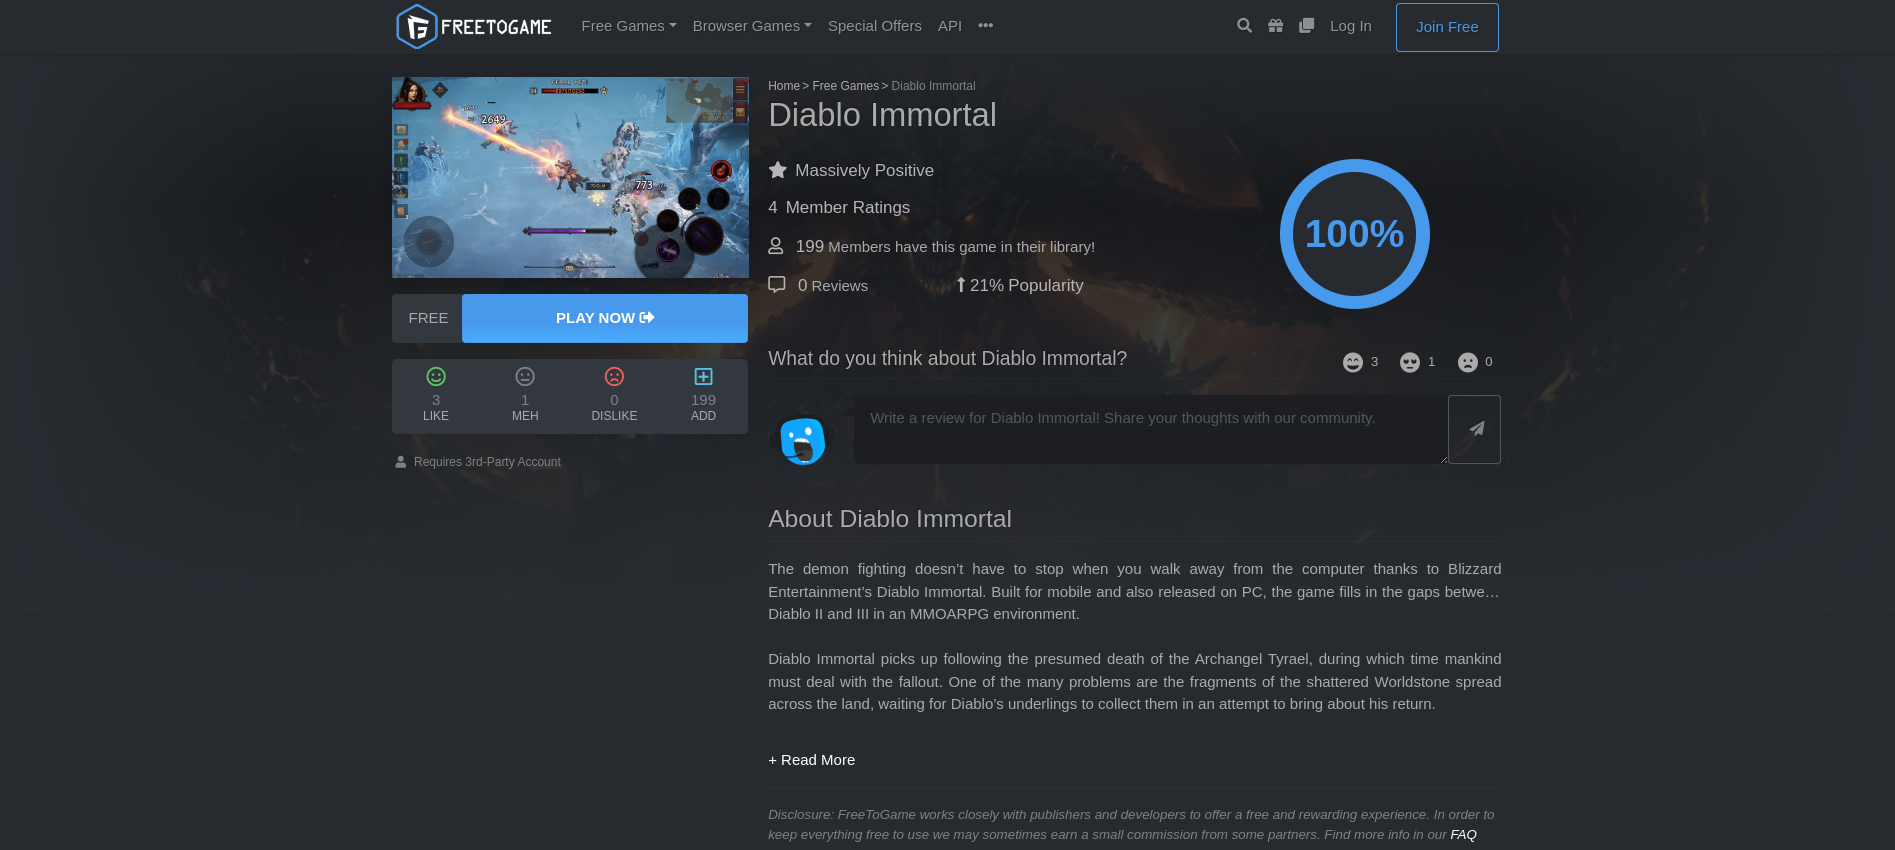 FREETOGAME
Free Games
Browser Games
Special Offers
API
•••
Log In
Join Free
2649
773
FREE
PLAY NOW
3
LIKE
1
MEH
0
DISLIKE
199
ADD
Requires 3rd-Party Account
Home > Free Games > Diablo Immortal
Diablo Immortal
Massively Positive
4 Member Ratings
199 Members have this game in their library!
0 Reviews
21% Popularity
100%
What do you think about Diablo Immortal?
3
1
0
Write a review for Diablo Immortal! Share your thoughts with our community.
About Diablo Immortal
The demon fighting doesn’t have to stop when you walk away from the computer thanks to Blizzard
Entertainment’s Diablo Immortal. Built for mobile and also released on PC, the game fills in the gaps betwe…
Diablo II and III in an MMOARPG environment.
Diablo Immortal picks up following the presumed death of the Archangel Tyrael, during which time mankind
must deal with the fallout. One of the many problems are the fragments of the shattered Worldstone spread
across the land, waiting for Diablo’s underlings to collect them in an attempt to bring about his return.
+ Read More
Disclosure: FreeToGame works closely with publishers and developers to offer a free and rewarding experience. In order to
keep everything free to use we may sometimes earn a small commission from some partners. Find more info in our FAQ